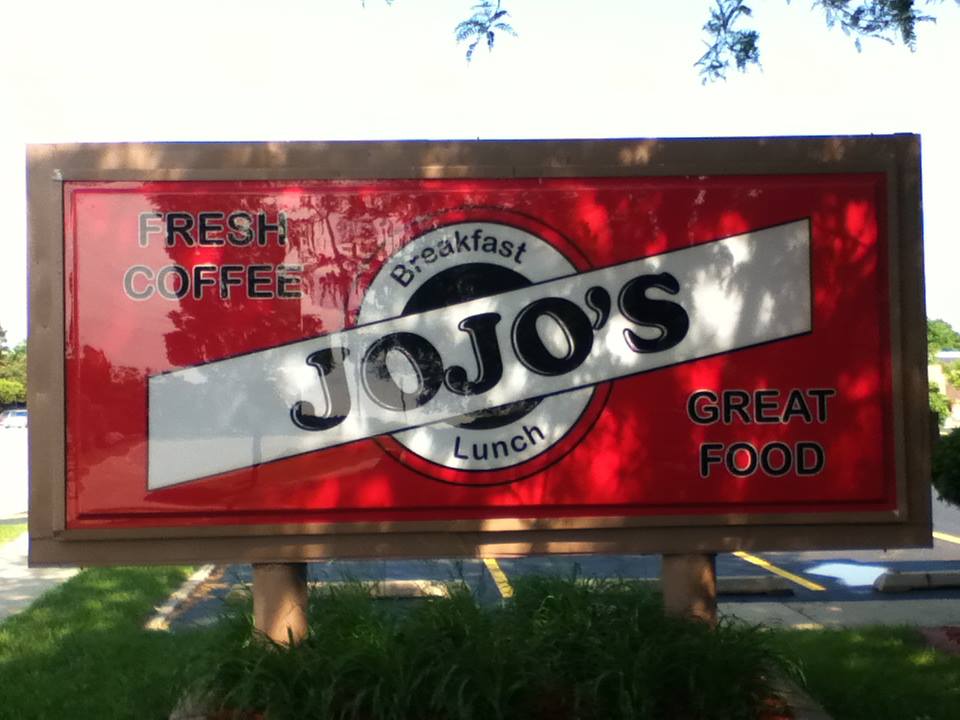 FRESH
COFFEE
Breakfast
JOJO'S
Lunch
GREAT
FOOD